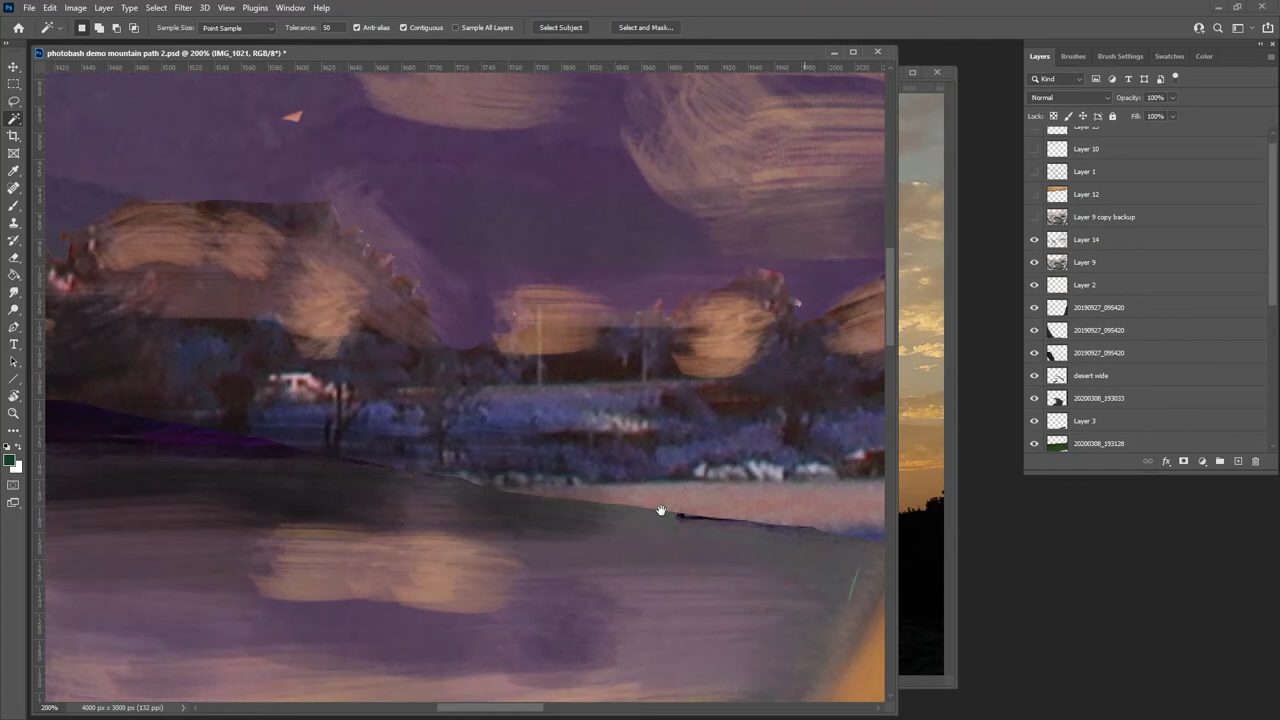 Ps File Edit Image Layer Type Select Filter 3D View Plugins Window Help
Sample Size: Point Sample Tolerance: 50 Anti-alias Contiguous Sample All Layers Select Subject Select and Mask...
photobash demo mountain path 2.psd @ 200% (IMG_1021, RGB/8*) *
Layers Brushes Brush Settings Swatches Color
Kind
Normal Opacity: 100%
Lock: Fill: 100%
Layer 10
Layer 1
Layer 12
Layer 9 copy backup
Layer 14
Layer 9
Layer 2
20190927_095420
20190927_095420
20190927_095420
desert wide
20200308_193033
Layer 3
20200308_193128
200% 4000 px x 3000 px (132 ppi)